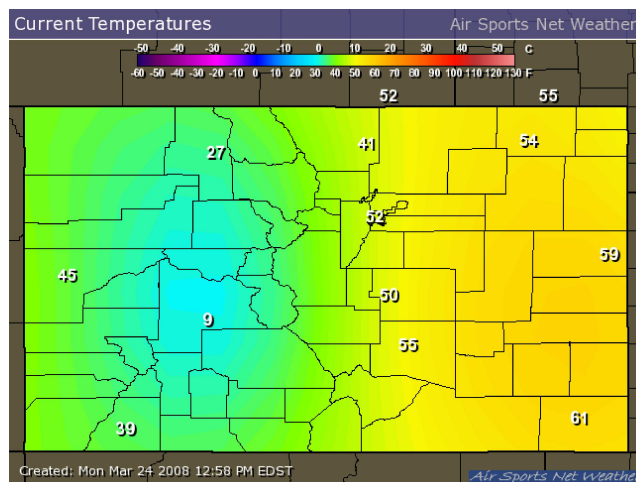 Current Temperatures Air Sports Net Weather
-50 -40 -30 -20 -10 0 10 20 30 40 50 C
-60 -50 -40 -30 -20 -10 0 10 20 30 40 50 60 70 80 90 100 110 120 130 F
52 55
41 54
27
52
59
45
50
9
55
61
39
Created: Mon Mar 24 2008 12:58 PM EDST
Air Sports Net Weathe